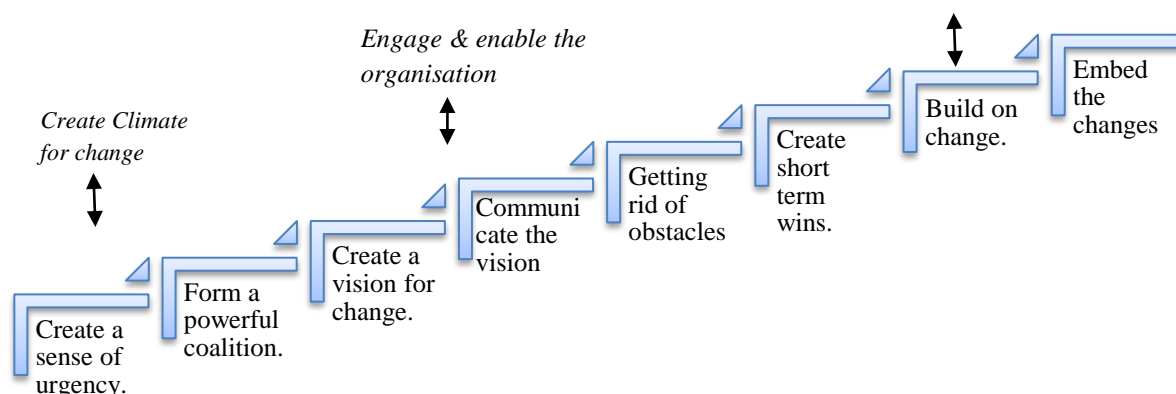 Create Climate
for change
Engage & enable the
organisation
Create a
sense of
urgency.
Form a
powerful
coalition.
Create a
vision for
change.
Communi
cate the
vision
Getting
rid of
obstacles
Create
short
term
wins.
Build on
change.
Embed
the
changes